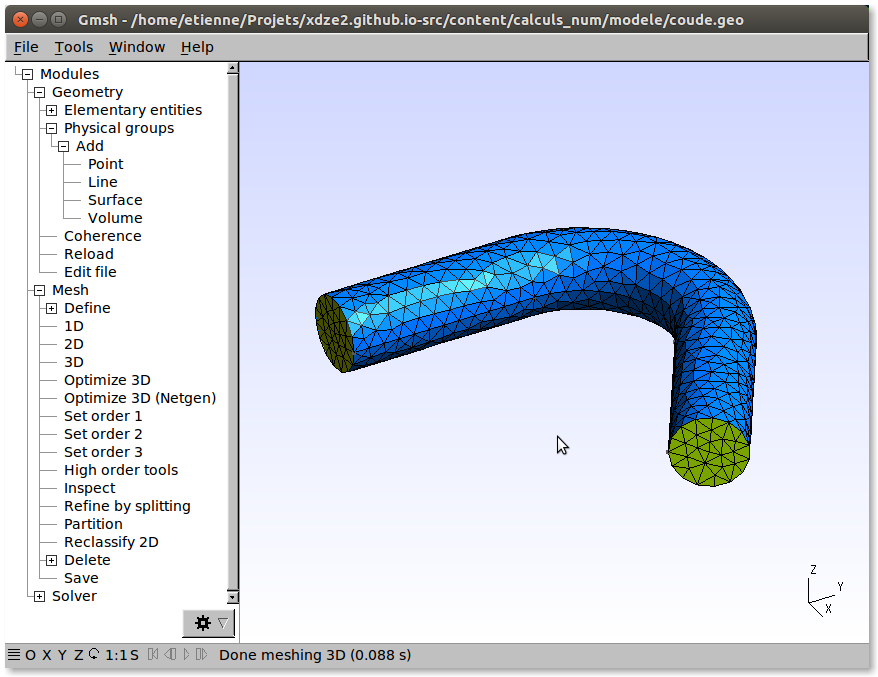 Gmsh - /home/etienne/Projets/xdze2.github.io-src/content/calculs_num/modele/coude.geo
File Tools Window Help
Modules
Geometry
Elementary entities
Physical groups
Add
Point
Line
Surface
Volume
Coherence
Reload
Edit file
Mesh
Define
1D
2D
3D
Optimize 3D
Optimize 3D (Netgen)
Set order 1
Set order 2
Set order 3
High order tools
Inspect
Refine by splitting
Partition
Reclassify 2D
Delete
Save
Solver
Z
Y
X
O X Y Z 1:1 S Done meshing 3D (0.088 s)